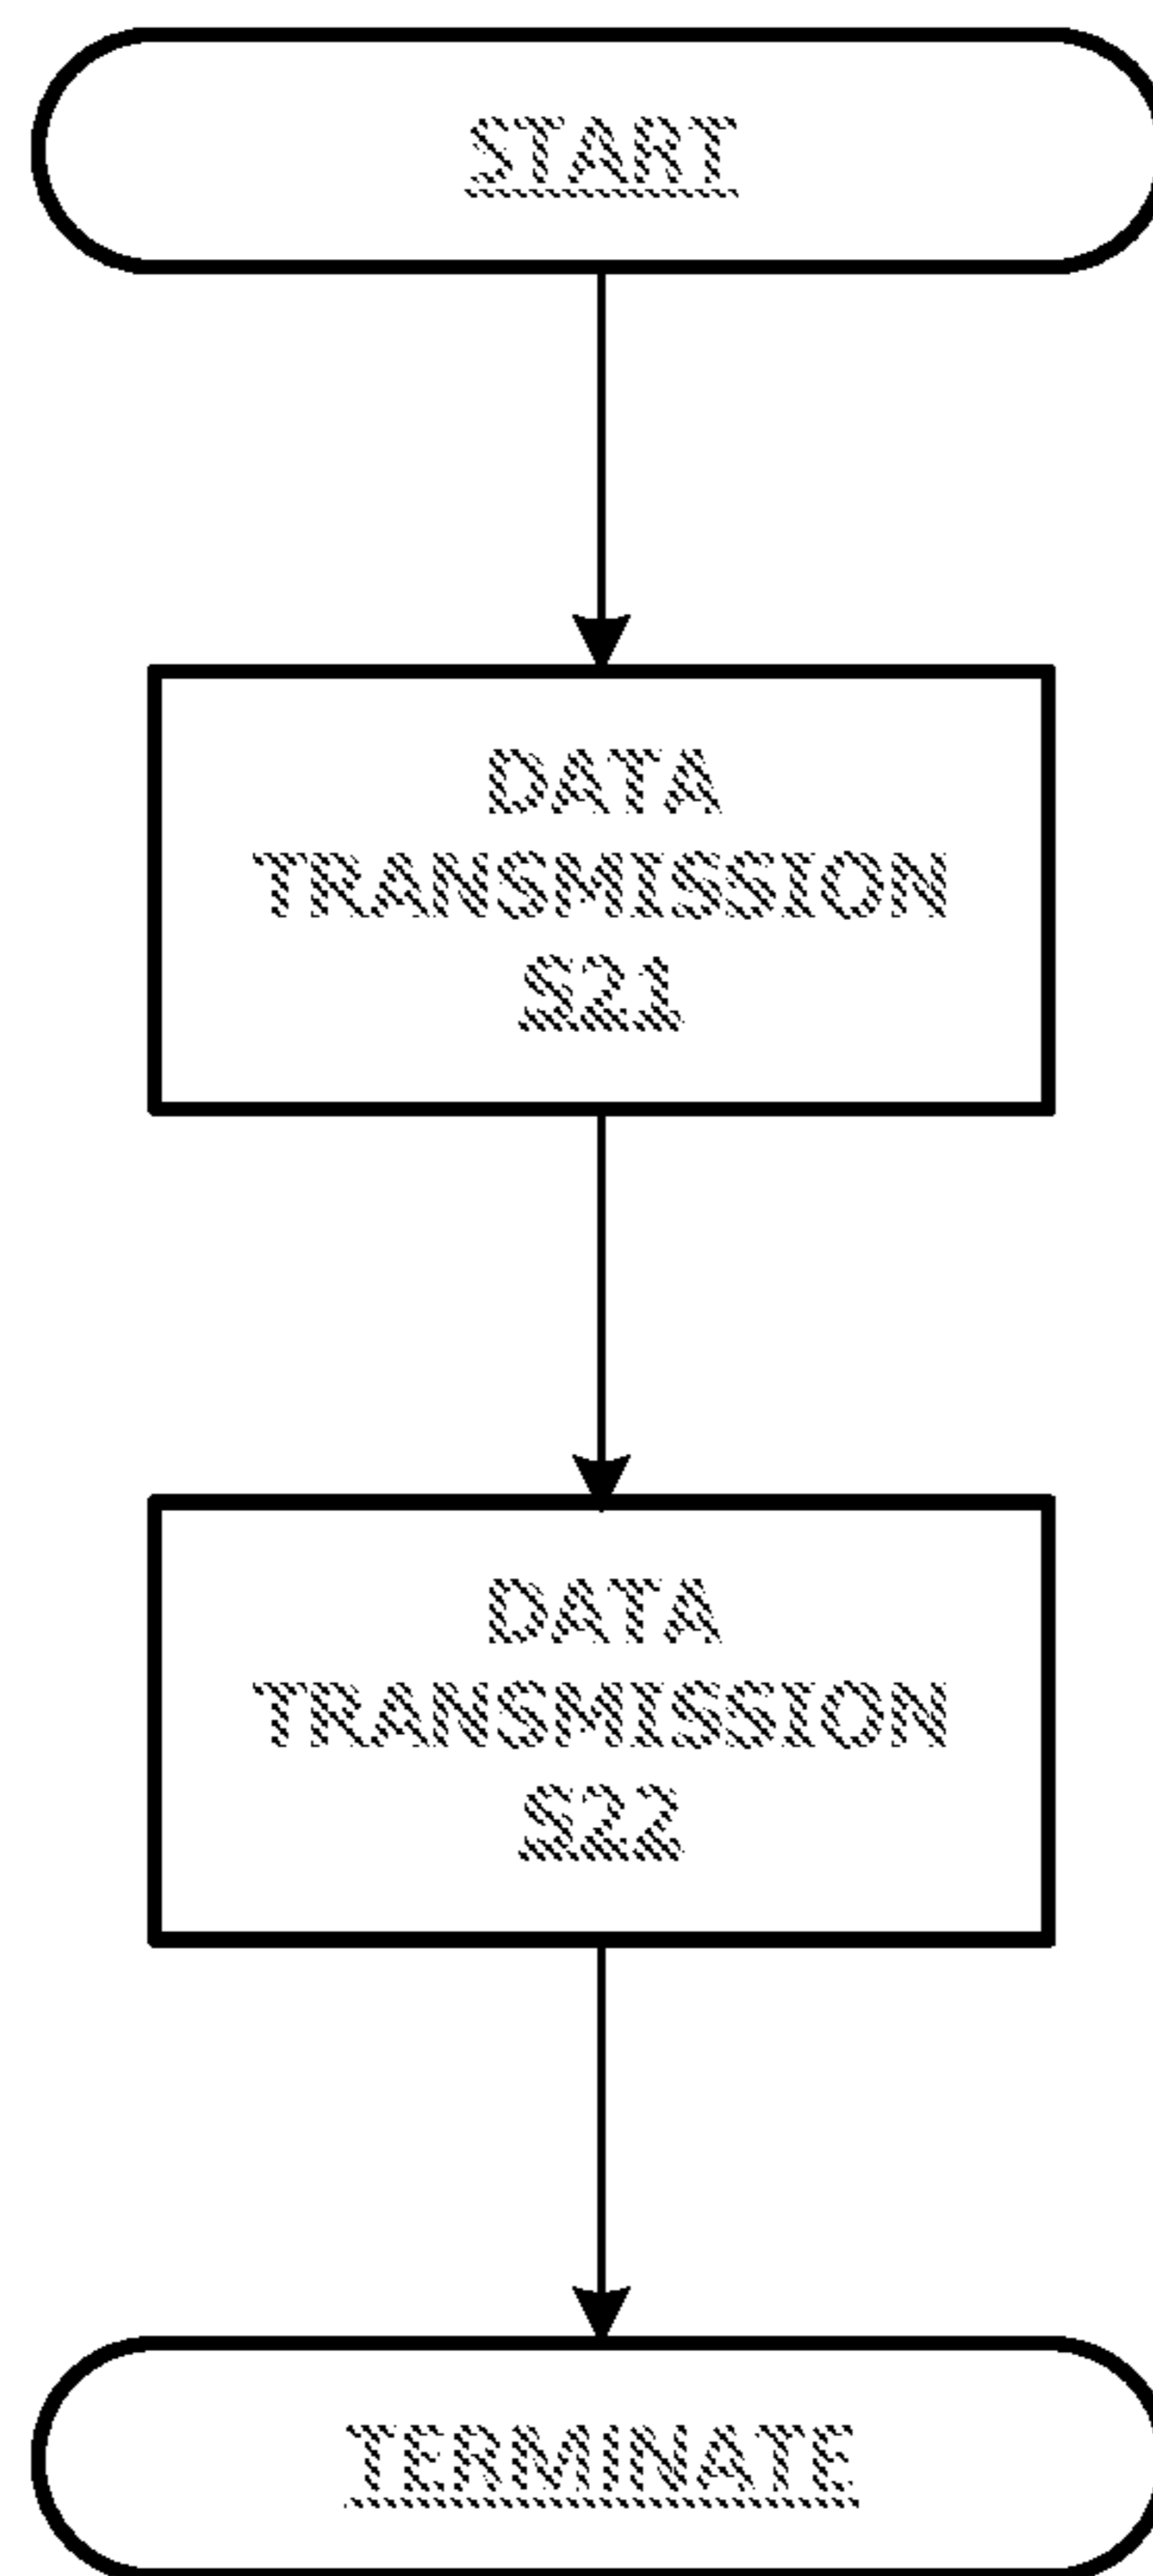 START
DATA
TRANSMISSION
S21
DATA
TRANSMISSION
S22
TERMINATE